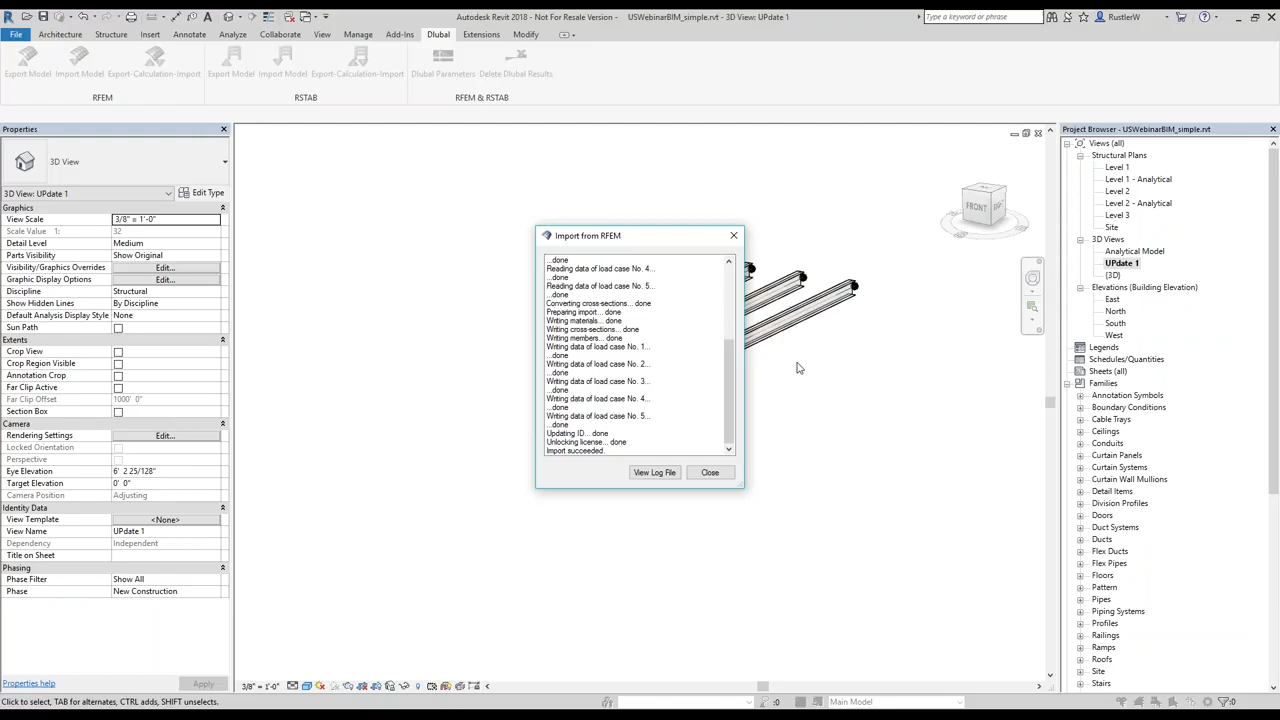 Autodesk Revit 2018 - Not For Resale Version - USWebinarBIM_simple.rvt - 3D View: UPdate 1
Type a keyword or phrase
RustlerW
File Architecture Structure Insert Annotate Analyze Collaborate View Manage Add-Ins Dlubal Extensions Modify
Export Model Import Model Export-Calculation-Import Export Model Import Model Export-Calculation-Import Dlubal Parameters Delete Dlubal Results
RFEM RSTAB RFEM & RSTAB
Properties
3D View
3D View: UPdate 1 Edit Type
Graphics
View Scale 3/8" = 1'-0"
Scale Value 1: 32
Detail Level Medium
Parts Visibility Show Original
Visibility/Graphics Overrides Edit...
Graphic Display Options Edit...
Discipline Structural
Show Hidden Lines By Discipline
Default Analysis Display Style None
Sun Path
Extents
Crop View
Crop Region Visible
Annotation Crop
Far Clip Active
Far Clip Offset 1000' 0"
Section Box
Camera
Rendering Settings Edit...
Locked Orientation
Perspective
Eye Elevation 6' 2 25/128"
Target Elevation 0' 0"
Camera Position Adjusting
Identity Data
View Template <None>
View Name UPdate 1
Dependency Independent
Title on Sheet
Phasing
Phase Filter Show All
Phase New Construction
Properties help Apply
FRONT
Import from RFEM
...done
Reading data of load case No. 4...
...done
Reading data of load case No. 5...
...done
Converting cross-sections... done
Preparing import... done
Writing materials... done
Writing cross-sections... done
Writing members... done
Writing data of load case No. 1...
...done
Writing data of load case No. 2...
...done
Writing data of load case No. 3...
...done
Writing data of load case No. 4...
...done
Writing data of load case No. 5...
...done
Updating ID... done
Unlocking license... done
Import succeeded.
View Log File Close
Project Browser - USWebinarBIM_simple.rvt
Views (all)
Structural Plans
Level 1
Level 1 - Analytical
Level 2
Level 2 - Analytical
Level 3
Site
3D Views
Analytical Model
UPdate 1
{3D}
Elevations (Building Elevation)
East
North
South
West
Legends
Schedules/Quantities
Sheets (all)
Families
Annotation Symbols
Boundary Conditions
Cable Trays
Ceilings
Conduits
Curtain Panels
Curtain Systems
Curtain Wall Mullions
Detail Items
Division Profiles
Doors
Duct Systems
Ducts
Flex Ducts
Flex Pipes
Floors
Pattern
Pipes
Piping Systems
Profiles
Railings
Ramps
Roofs
Site
Stairs
3/8" = 1'-0"
Click to select, TAB for alternates, CTRL adds, SHIFT unselects. :0 Main Model :0